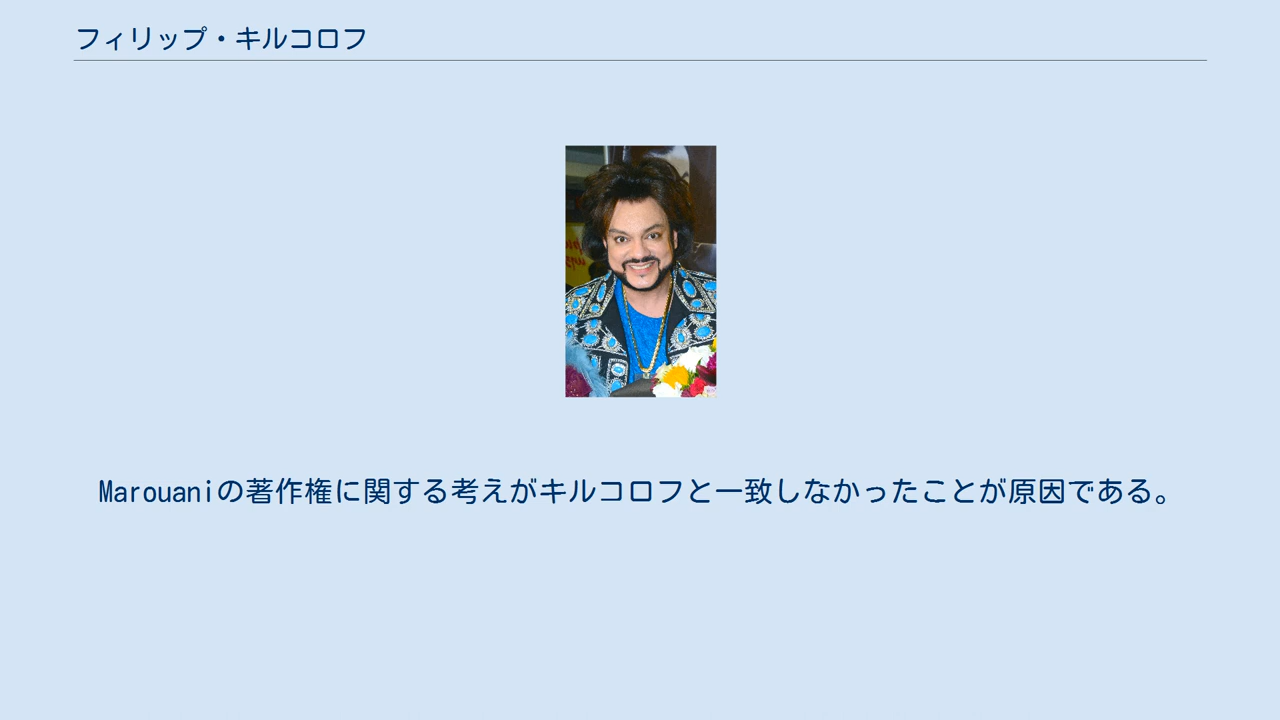 フィリップ・キルコロフ
Marouaniの著作権に関する考えがキルコロフと一致しなかったことが原因である。